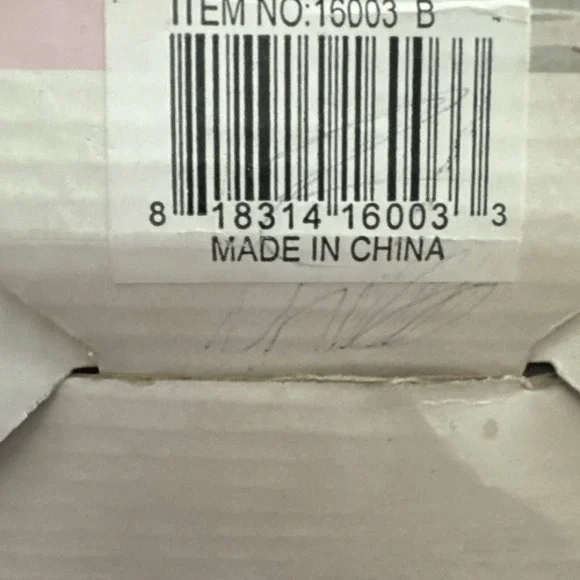 ITEM NO:16003 B
8 18314 16003 3
MADE IN CHINA